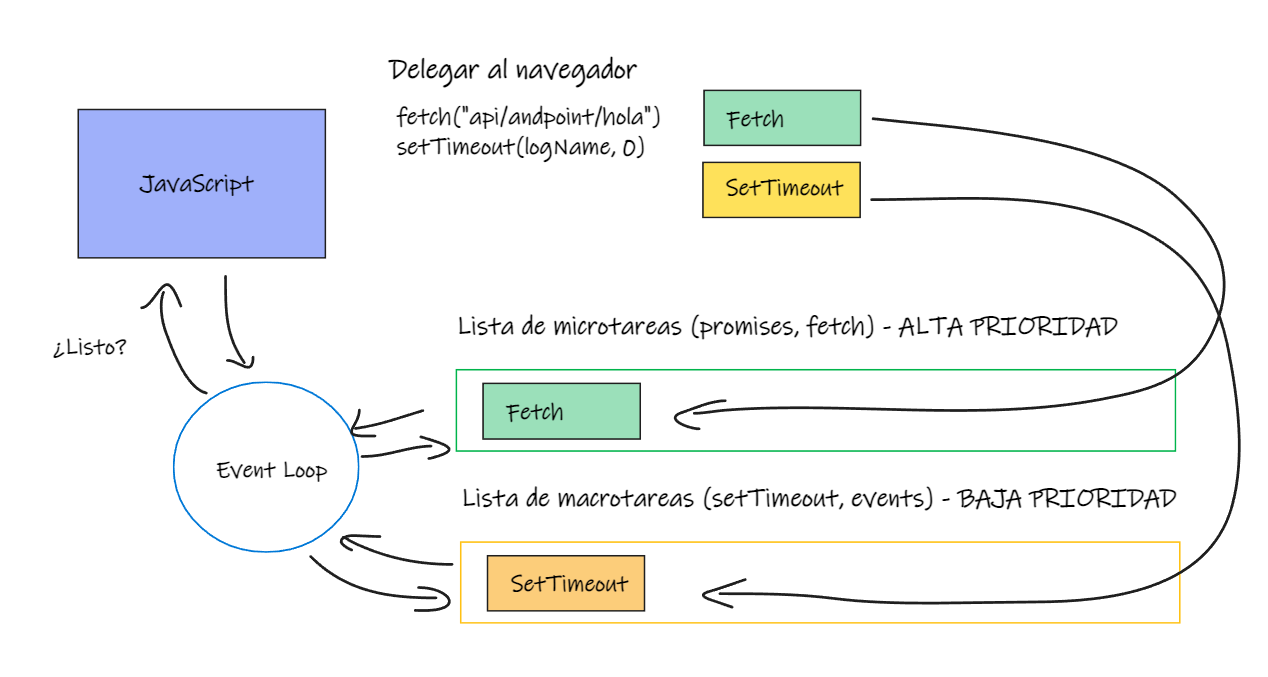 Delegar al navegador
fetch("api/andpoint/hola")
setTimeout(logName, 0)
Fetch
SetTimeout
JavaScript
¿Listo?
Event Loop
Lista de microtareas (promises, fetch) - ALTA PRIORIDAD
Fetch
Lista de macrotareas (setTimeout, events) - BAJA PRIORIDAD
SetTimeout